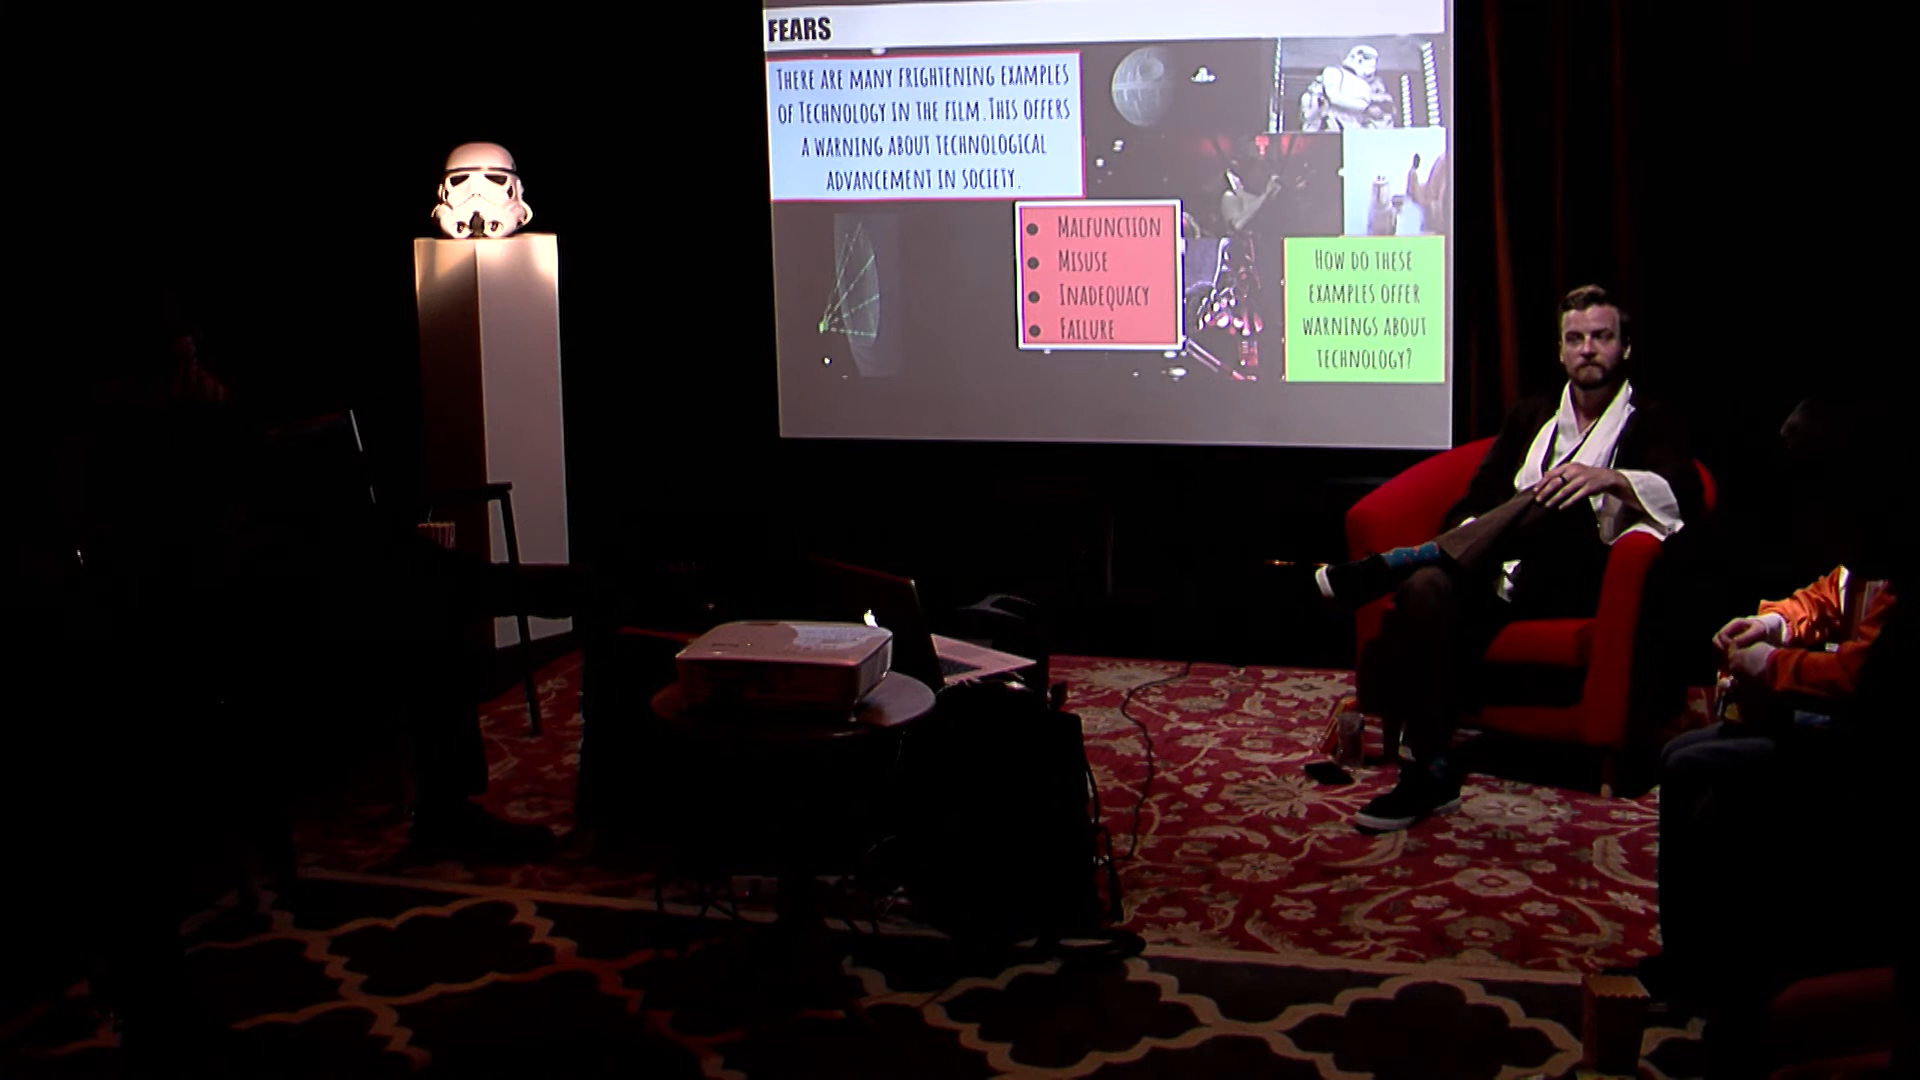 FEARS
THERE ARE MANY FRIGHTENING EXAMPLES
OF TECHNOLOGY IN THE FILM. THIS OFFERS
A WARNING ABOUT TECHNOLOGICAL
ADVANCEMENT IN SOCIETY.
MALFUNCTION
MISUSE
INADEQUACY
FAILURE
HOW DO THESE
EXAMPLES OFFER
WARNINGS ABOUT
TECHNOLOGY?